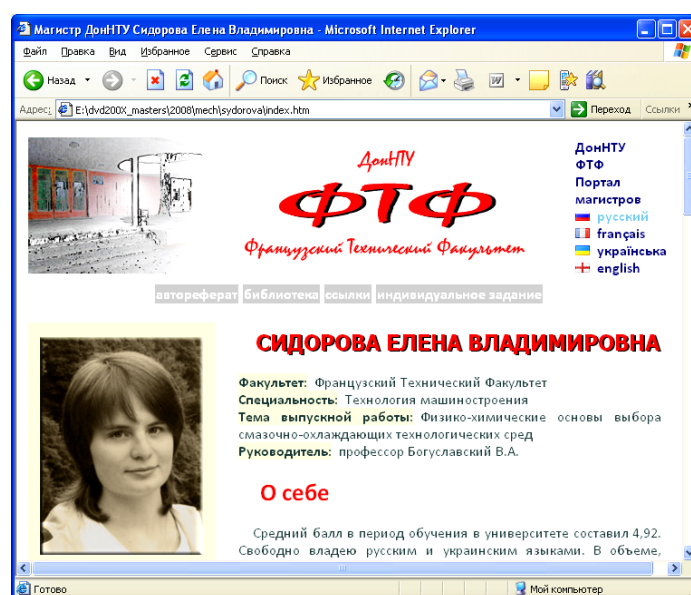 Магистр ДонНТУ Сидорова Елена Владимировна - Microsoft Internet Explorer
Файл Правка Вид Избранное Сервис Справка
Назад Поиск Избранное
Адрес: E:\dvd200X_masters\2008\mech\sydorova\index.htm Переход Ссылки »
ДонНТУ
ФТФ
Французский Технический Факультет
ДонНТУ
ФТФ
Портал
магистров
русский
français
українська
english
автореферат библиотека ссылки индивидуальное задание
СИДОРОВА ЕЛЕНА ВЛАДИМИРОВНА
Факультет: Французский Технический Факультет
Специальность: Технология машиностроения
Тема выпускной работы: Физико-химические основы выбора
смазочно-охлаждающих технологических сред
Руководитель: профессор Богуславский В.А.
О себе
Средний балл в период обучения в университете составил 4,92.
Свободно владею русским и украинским языками. В объеме,
Готово Мой компьютер